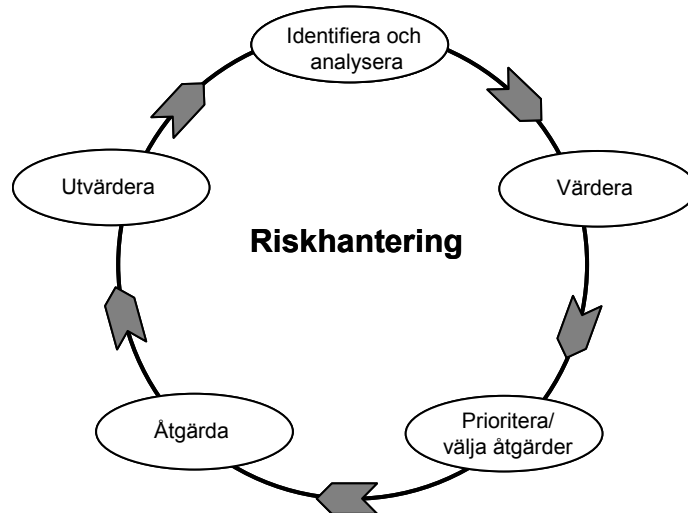 Identifiera och
analysera
Utvärdera
Värdera
Riskhantering
Åtgärda
Prioritera/
välja åtgärder